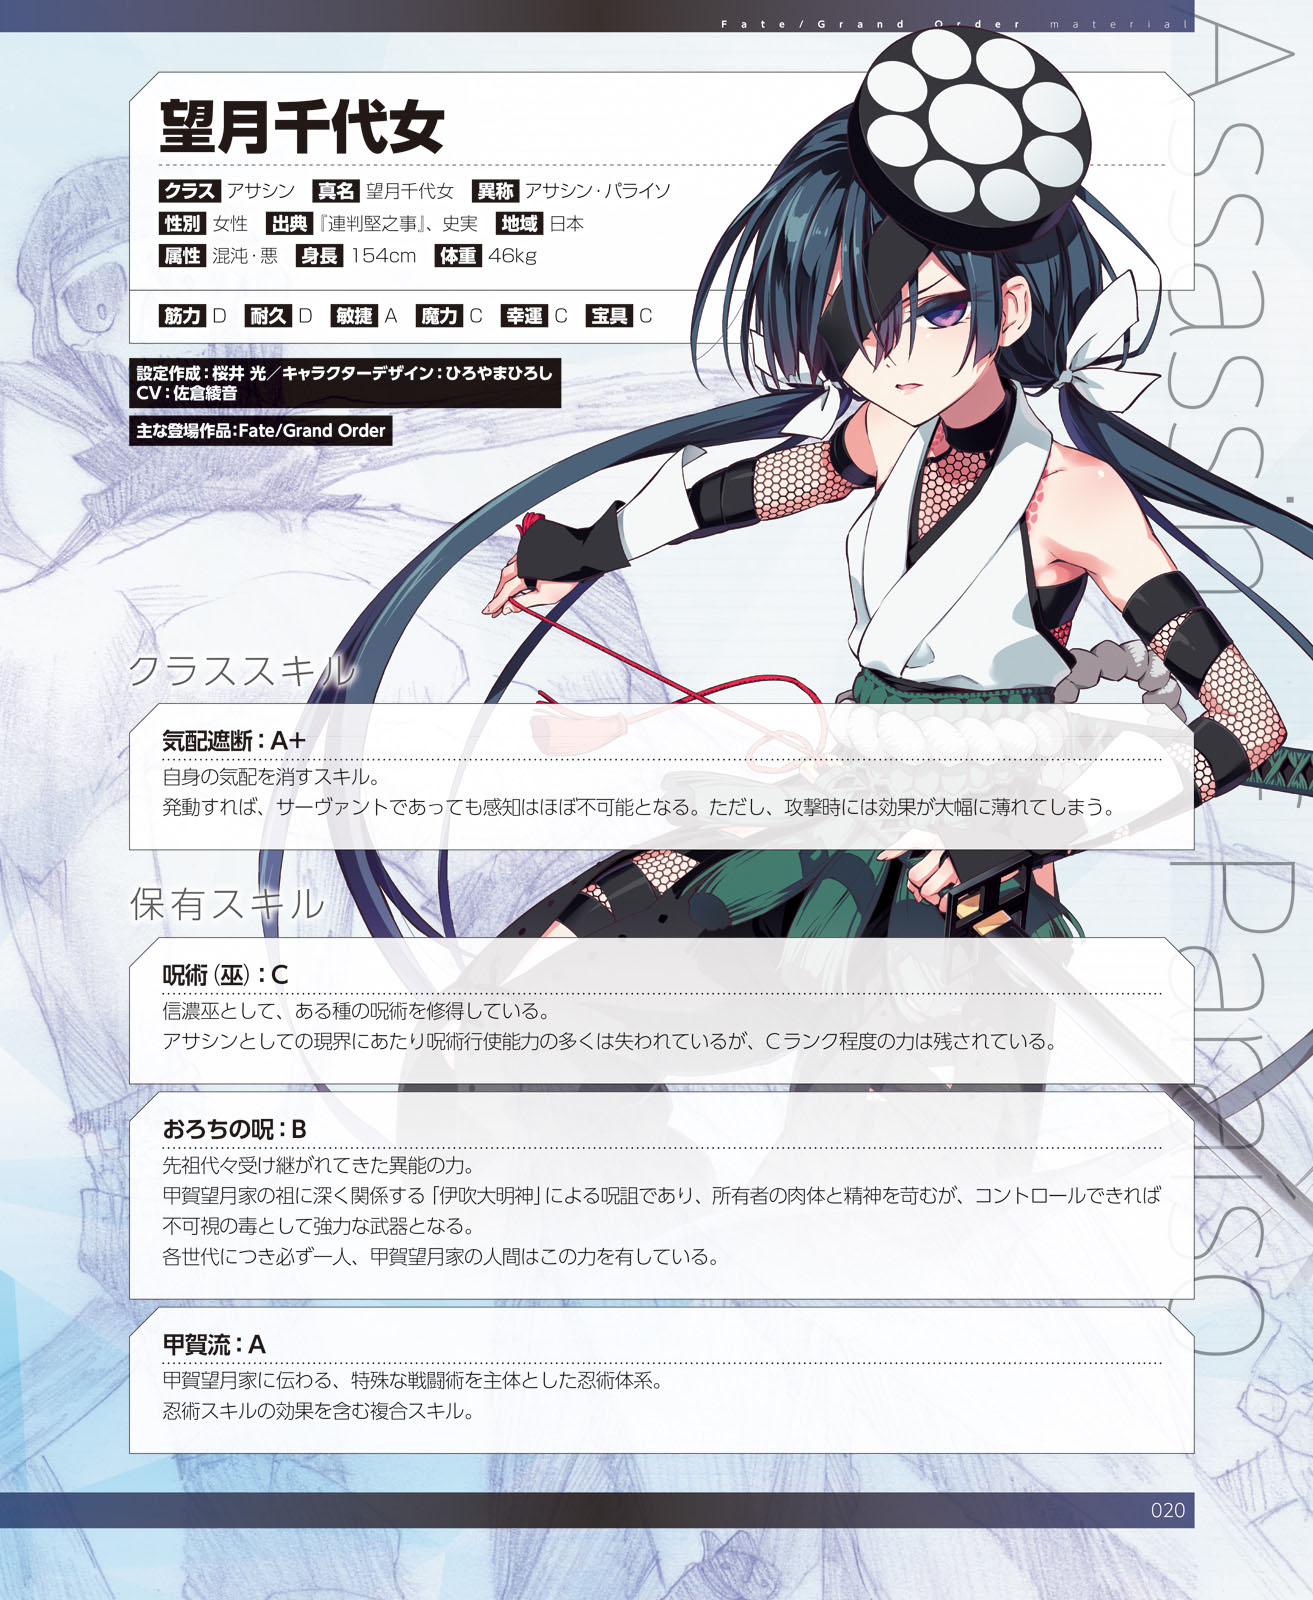 Fate/Grand Order material
望月千代女
クラス アサシン 真名 望月千代女 異称 アサシン・パライソ
性別 女性 出典 『連判堅之事』、史実 地域 日本
属性 混沌・悪 身長 154cm 体重 46kg
筋力 D 耐久 D 敏捷 A 魔力 C 幸運 C 宝具 C
設定作成：桜井 光／キャラクターデザイン：ひろやまひろし
CV：佐倉綾音
主な登場作品：Fate/Grand Order
Assassin Paraiso
クラススキル
気配遮断：A＋
自身の気配を消すスキル。
発動すれば、サーヴァントであっても感知はほぼ不可能となる。ただし、攻撃時には効果が大幅に薄れてしまう。
保有スキル
呪術（巫）：C
信濃巫として、ある種の呪術を修得している。
アサシンとしての現界にあたり呪術行使能力の多くは失われているが、Cランク程度の力は残されている。
おろちの呪：B
先祖代々受け継がれてきた異能の力。
甲賀望月家の祖に深く関係する「伊吹大明神」による呪詛であり、所有者の肉体と精神を苛むが、コントロールできれば
不可視の毒として強力な武器となる。
各世代につき必ず一人、甲賀望月家の人間はこの力を有している。
甲賀流：A
甲賀望月家に伝わる、特殊な戦闘術を主体とした忍術体系。
忍術スキルの効果を含む複合スキル。
020